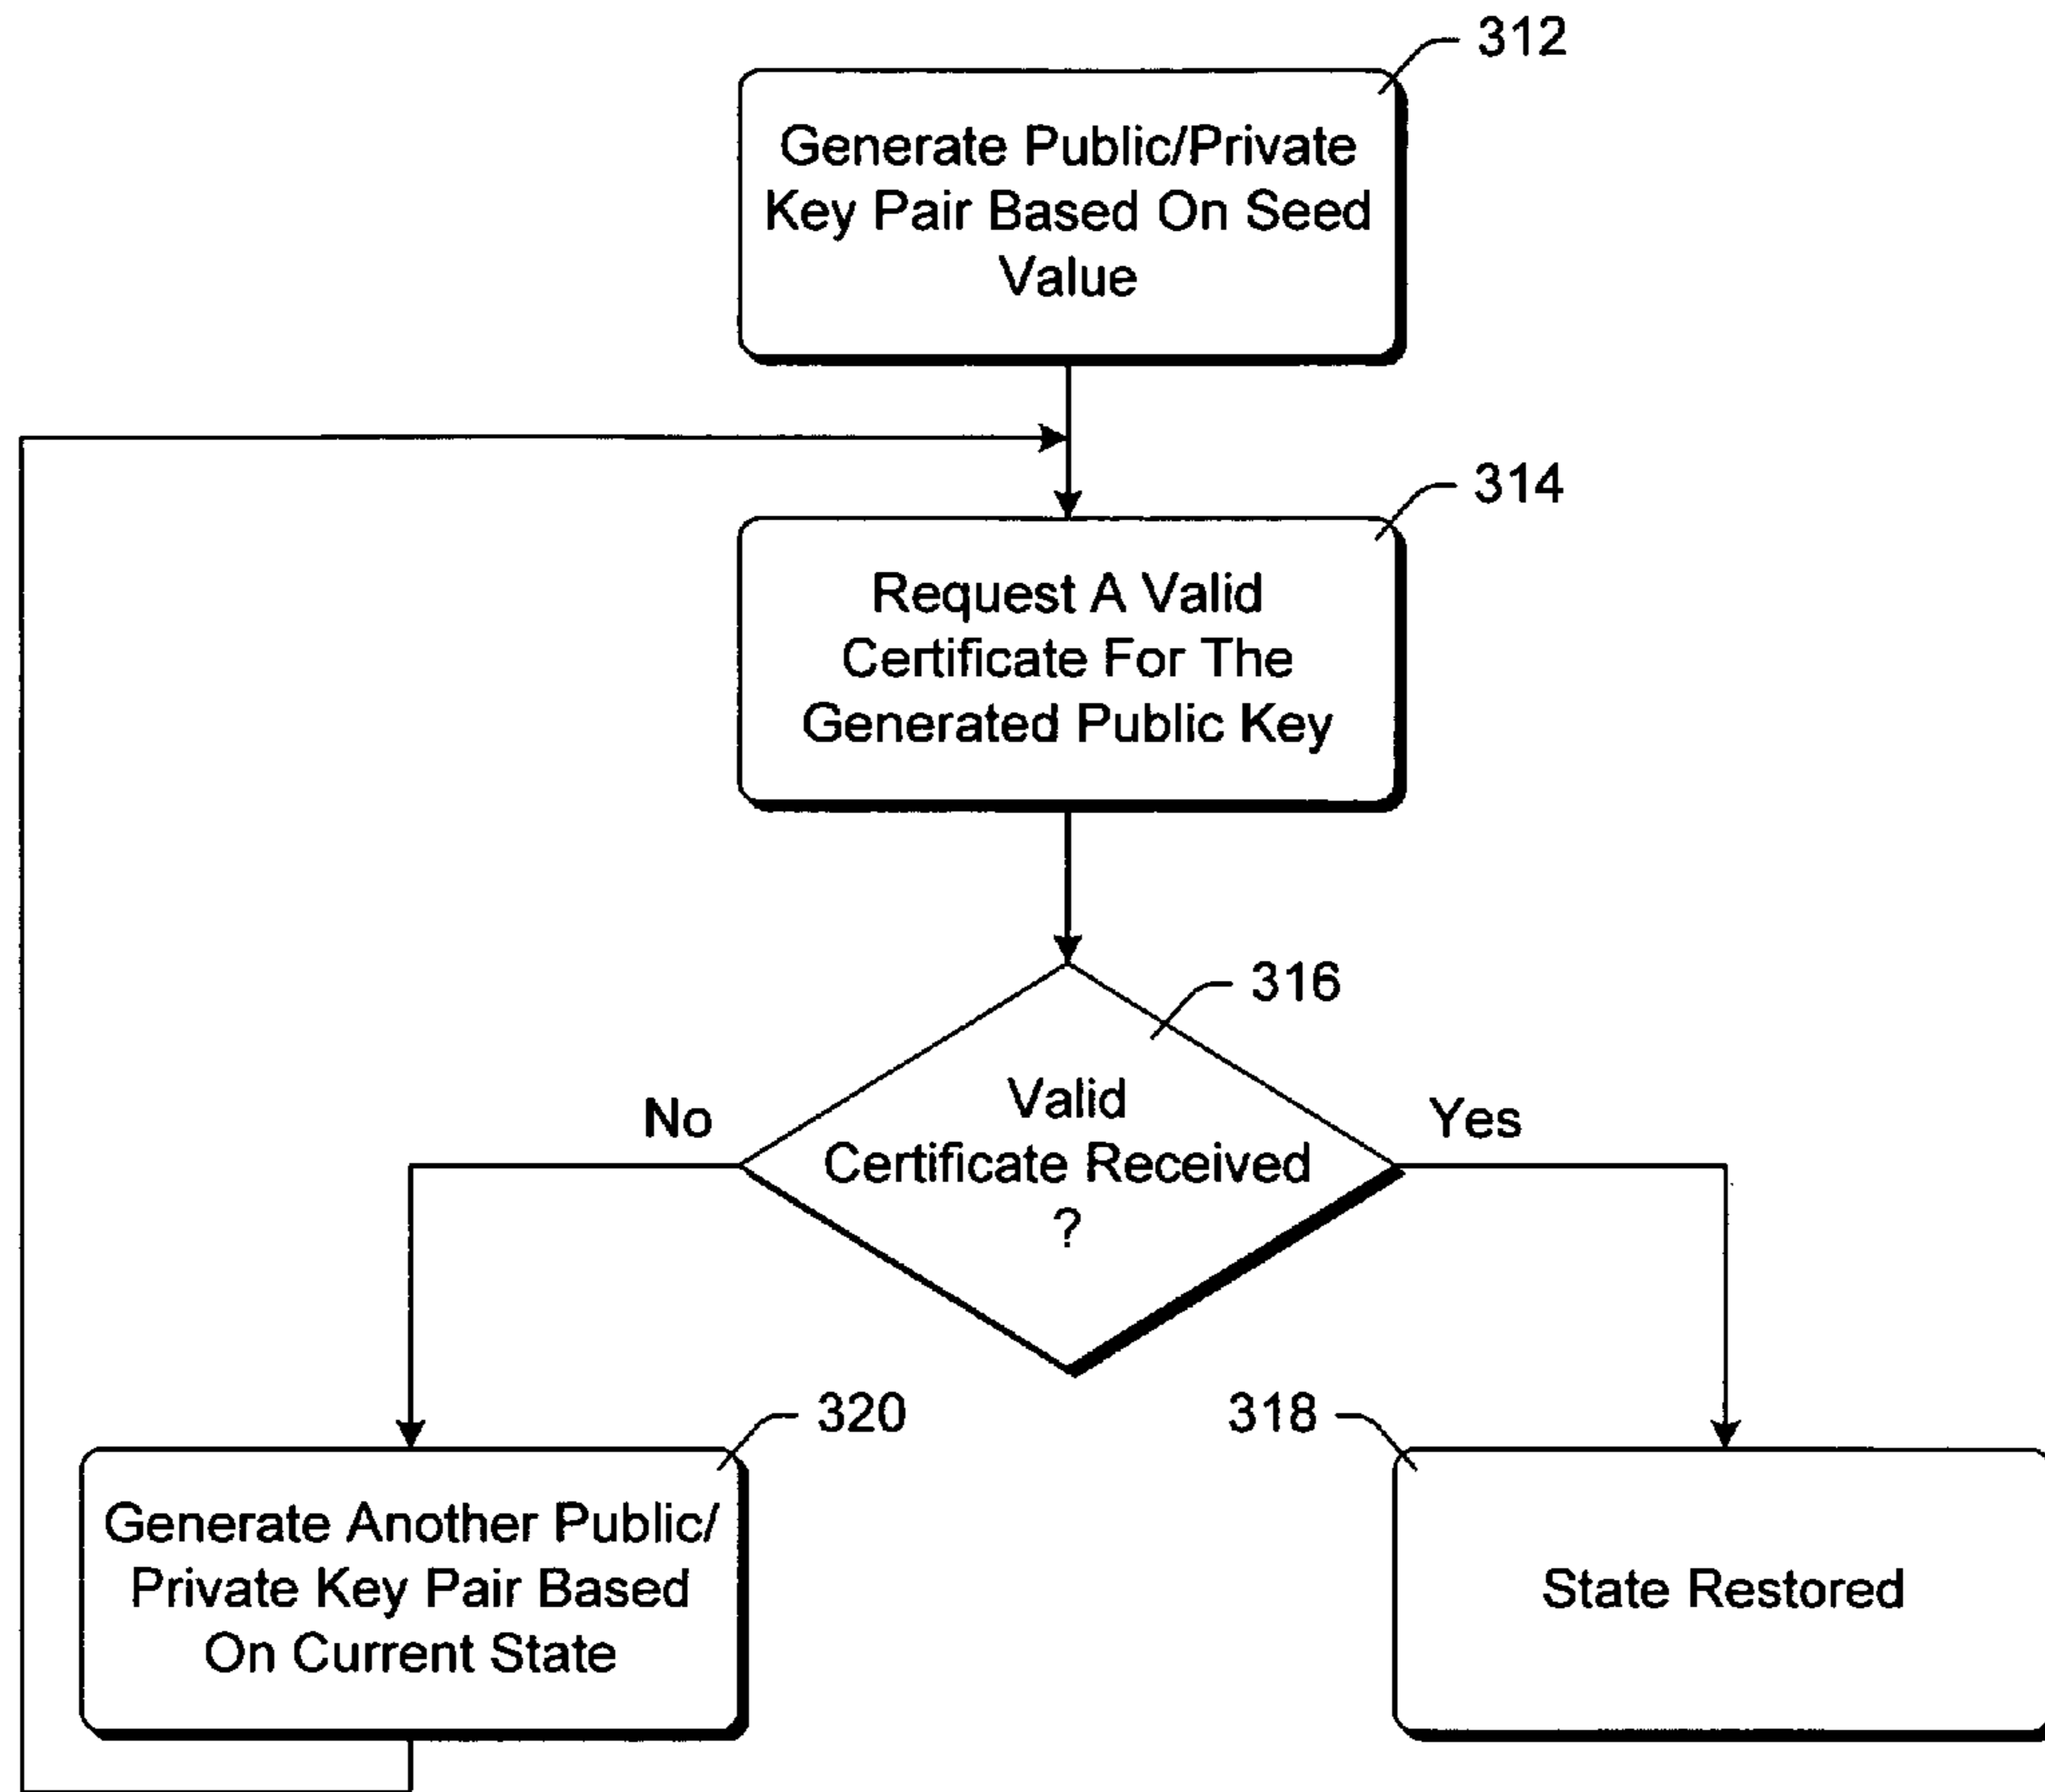 312
Generate Public/Private
Key Pair Based On Seed
Value
314
Request A Valid
Certificate For The
Generated Public Key
316
Valid
Certificate Received
?
No
Yes
320
Generate Another Public/
Private Key Pair Based
On Current State
318
State Restored